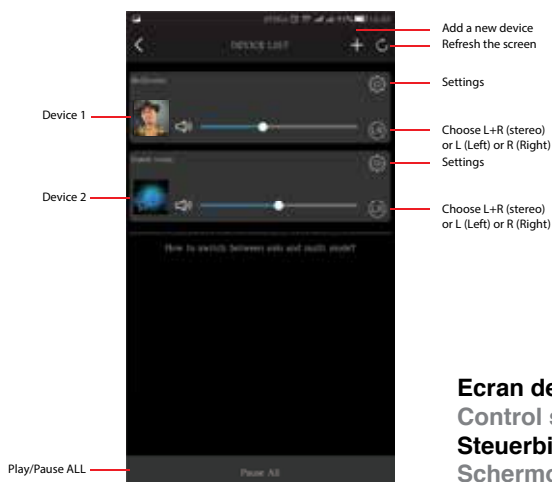 Add a new device
DEVICE LIST
Refresh the screen
Settings
Device 1
Choose L+R (stereo)
or L (Left) or R (Right)
Settings
Device 2
Choose L+R (stereo)
or L (Left) or R (Right)
How to switch between solo and multi mode?
Ecran de
Control s
Steuerbi
Schermo
Play/Pause ALL
Pause All